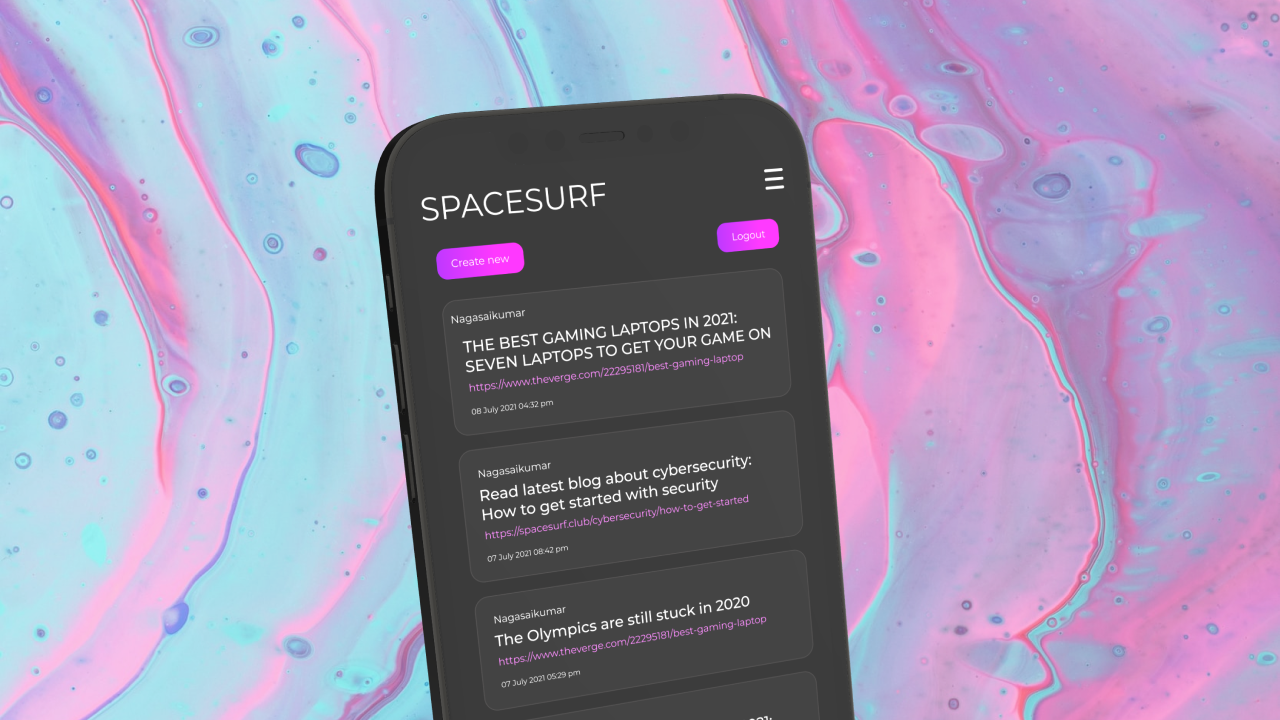 SPACESURF
Create new
Logout
Nagasaikumar
THE BEST GAMING LAPTOPS IN 2021:
SEVEN LAPTOPS TO GET YOUR GAME ON
https://www.theverge.com/22295181/best-gaming-laptop
08 July 2021 04:32 pm
Nagasaikumar
Read latest blog about cybersecurity:
How to get started with security
https://spacesurf.club/cybersecurity/how-to-get-started
07 July 2021 08:42 pm
Nagasaikumar
The Olympics are still stuck in 2020
https://www.theverge.com/22295181/best-gaming-laptop
07 July 2021 05:29 pm